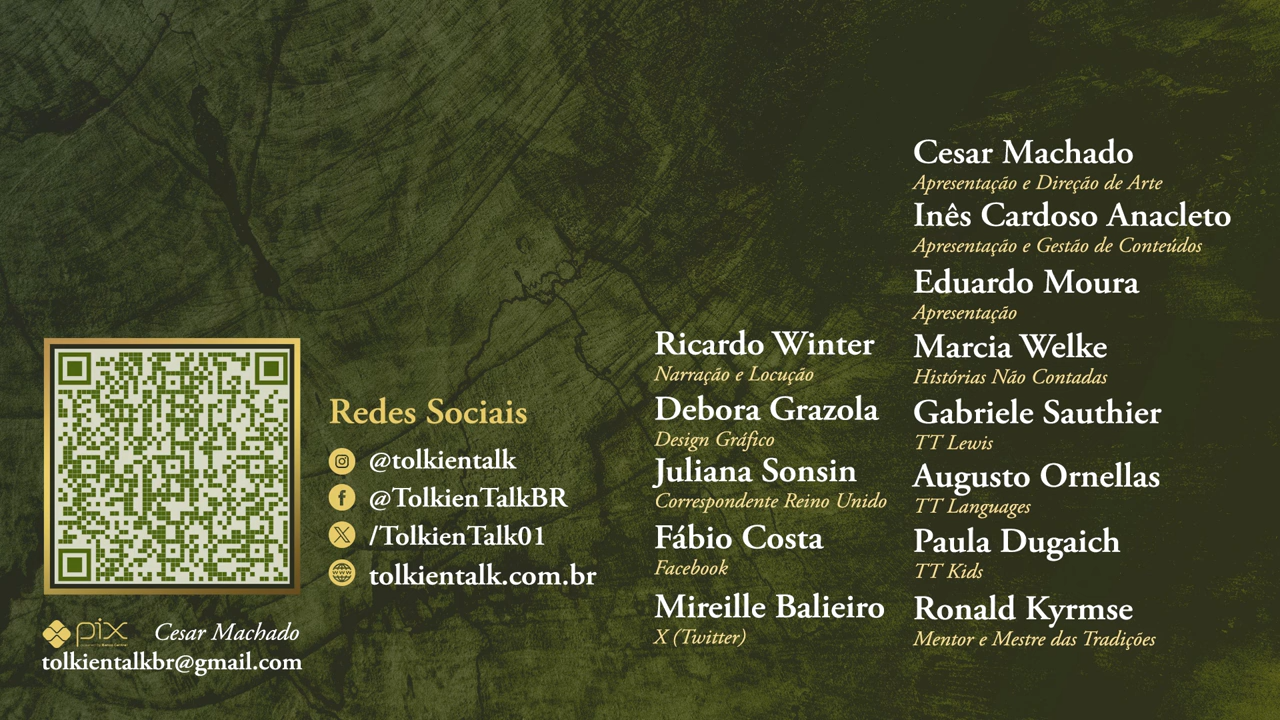 Redes Sociais
@tolkientalk
@TolkienTalkBR
/TolkienTalk01
tolkientalk.com.br
pix
Cesar Machado
tolkientalkbr@gmail.com
Ricardo Winter
Narração e Locução
Debora Grazola
Design Gráfico
Juliana Sonsin
Correspondente Reino Unido
Fábio Costa
Facebook
Mireille Balieiro
X (Twitter)
Cesar Machado
Apresentação e Direção de Arte
Inês Cardoso Anacleto
Apresentação e Gestão de Conteúdos
Eduardo Moura
Apresentação
Marcia Welke
Histórias Não Contadas
Gabriele Sauthier
TT Lewis
Augusto Ornellas
TT Languages
Paula Dugaich
TT Kids
Ronald Kyrmse
Mentor e Mestre das Tradições